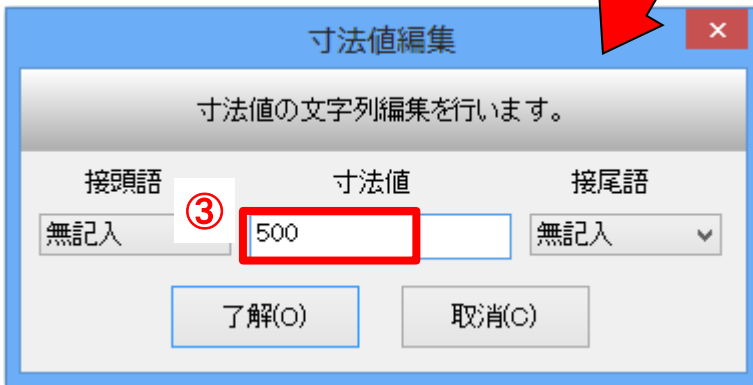 寸法値編集
×
寸法値の文字列編集を行います。
接頭語 寸法値 接尾語
③
無記入 500 無記入
了解(O) 取消(C)